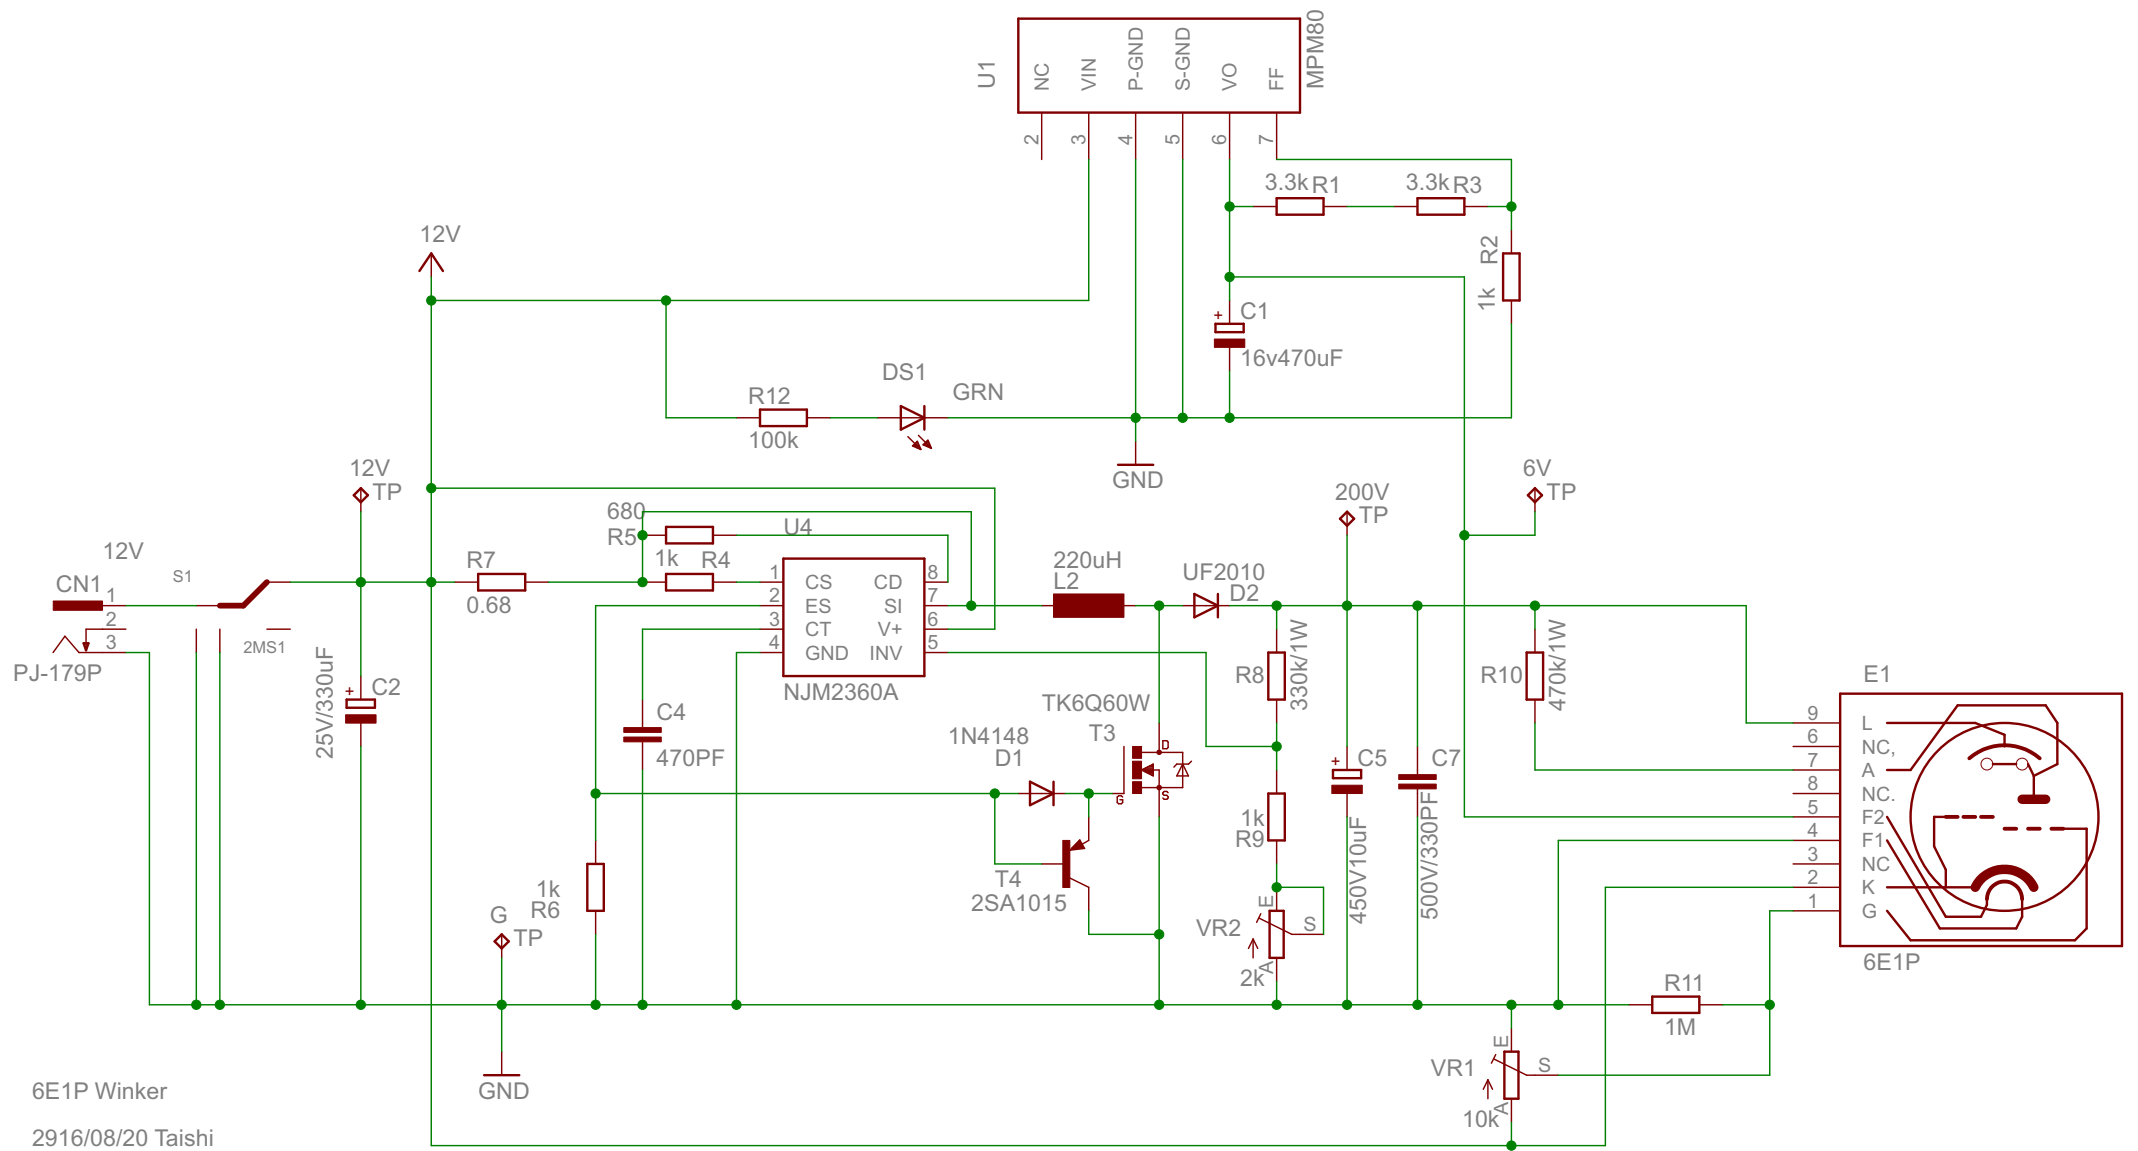 U1
MPM80
NC
VIN
P-GND
S-GND
VO
FF
2
3
4
5
6
7
3.3k R1
3.3k R3
R2
1k
12V
+
C1
16v470uF
DS1
GRN
R12
100k
GND
12V
TP
6V
TP
200V
TP
680
R5
U4
1k
R4
12V
CN1
1
2
3
PJ-179P
S1
2MS1
R7
0.68
1 CS
2 ES
3 CT
4 GND
CD 8
SI 7
V+ 6
INV 5
NJM2360A
220uH
L2
UF2010
D2
R8
330k/1W
R10
470k/1W
25V/330uF
+
C2
C4
470PF
TK6Q60W
T3
D
G
S
1N4148
D1
T4
2SA1015
1k
R6
G
TP
1k
R9
+
C5
450V10uF
C7
500V/330PF
VR2
2k
E
S
A
E1
9 L
6 NC,
7 A
8 NC.
5 F2
4 F1
3 NC
2 K
1 G
6E1P
R11
1M
VR1
10k
E
S
A
GND
6E1P Winker
2916/08/20 Taishi